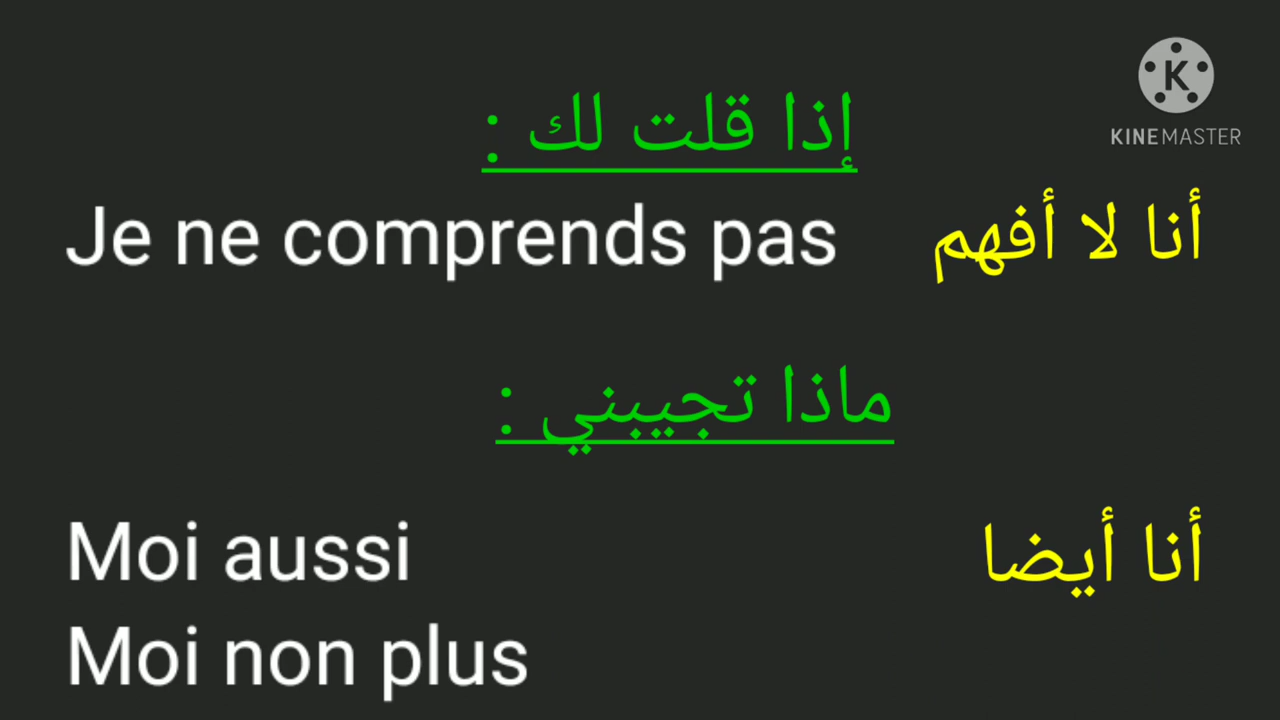 KINEMASTER
إذا قلت لك :
Je ne comprends pas أنا لا أفهم
ماذا تجيبني :
Moi aussi أنا أيضا
Moi non plus